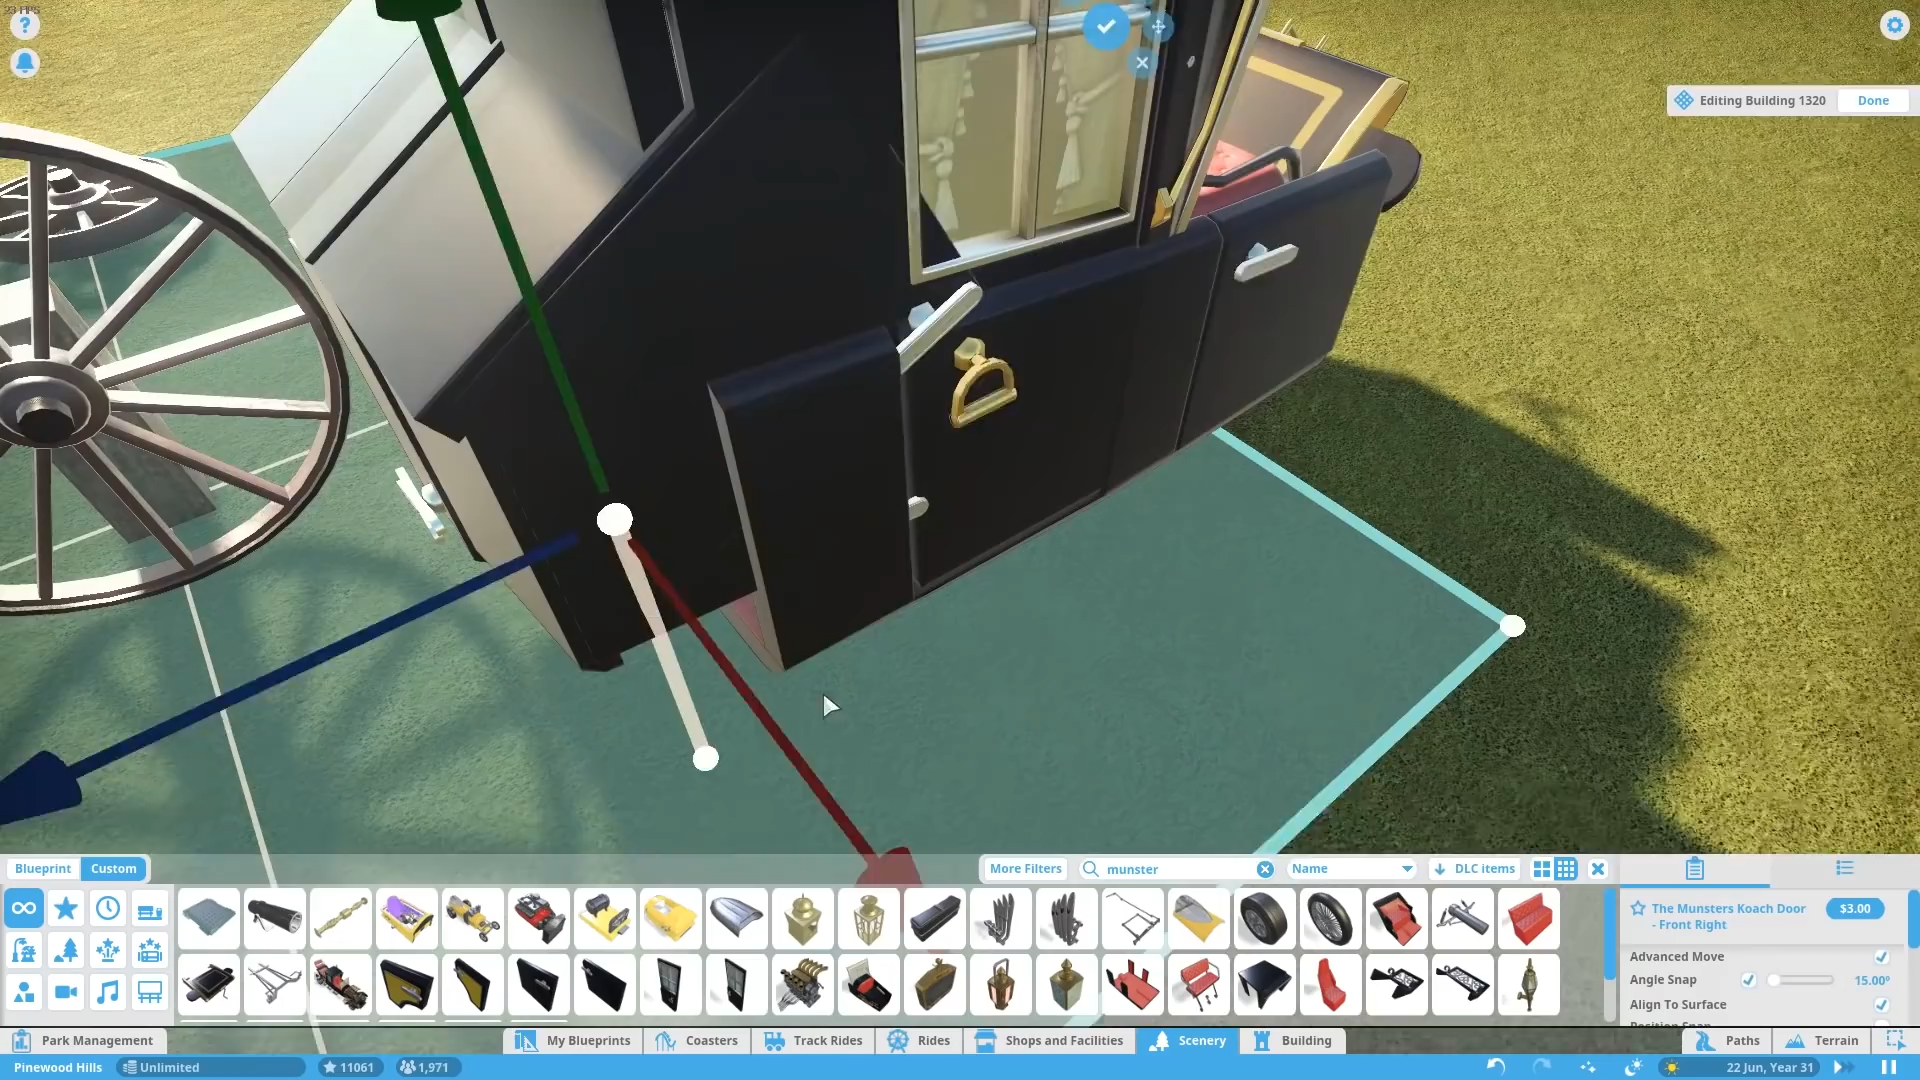 23 FPS
?
Editing Building 1320
Done
Blueprint
Custom
More Filters
munster
Name
DLC items
The Munsters Koach Door
- Front Right
$3.00
Advanced Move
Angle Snap
15.00°
Align To Surface
Park Management
My Blueprints
Coasters
Track Rides
Rides
Shops and Facilities
Scenery
Building
Paths
Terrain
Pinewood Hills
Unlimited
11061
1,971
22 Jun, Year 31